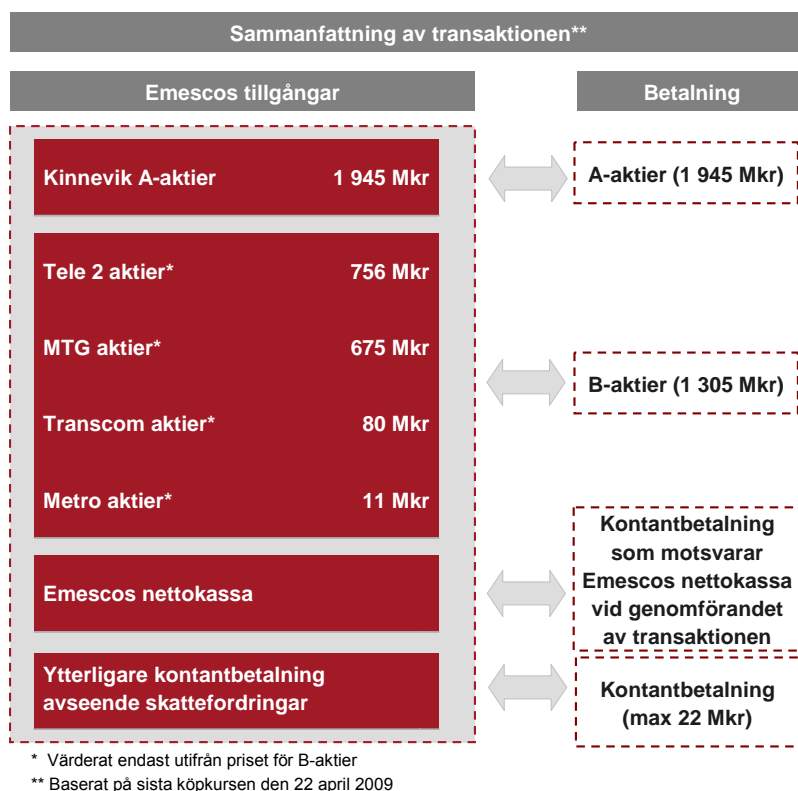 Sammanfattning av transaktionen**
Emescos tillgångar
Betalning
Kinnevik A-aktier 1 945 Mkr
A-aktier (1 945 Mkr)
Tele 2 aktier* 756 Mkr
MTG aktier* 675 Mkr
Transcom aktier* 80 Mkr
Metro aktier* 11 Mkr
B-aktier (1 305 Mkr)
Emescos nettokassa
Kontantbetalning
som motsvarar
Emescos nettokassa
vid genomförandet
av transaktionen
Ytterligare kontantbetalning
avseende skattefordringar
Kontantbetalning
(max 22 Mkr)
* Värderat endast utifrån priset för B-aktier
** Baserat på sista köpkursen den 22 april 2009